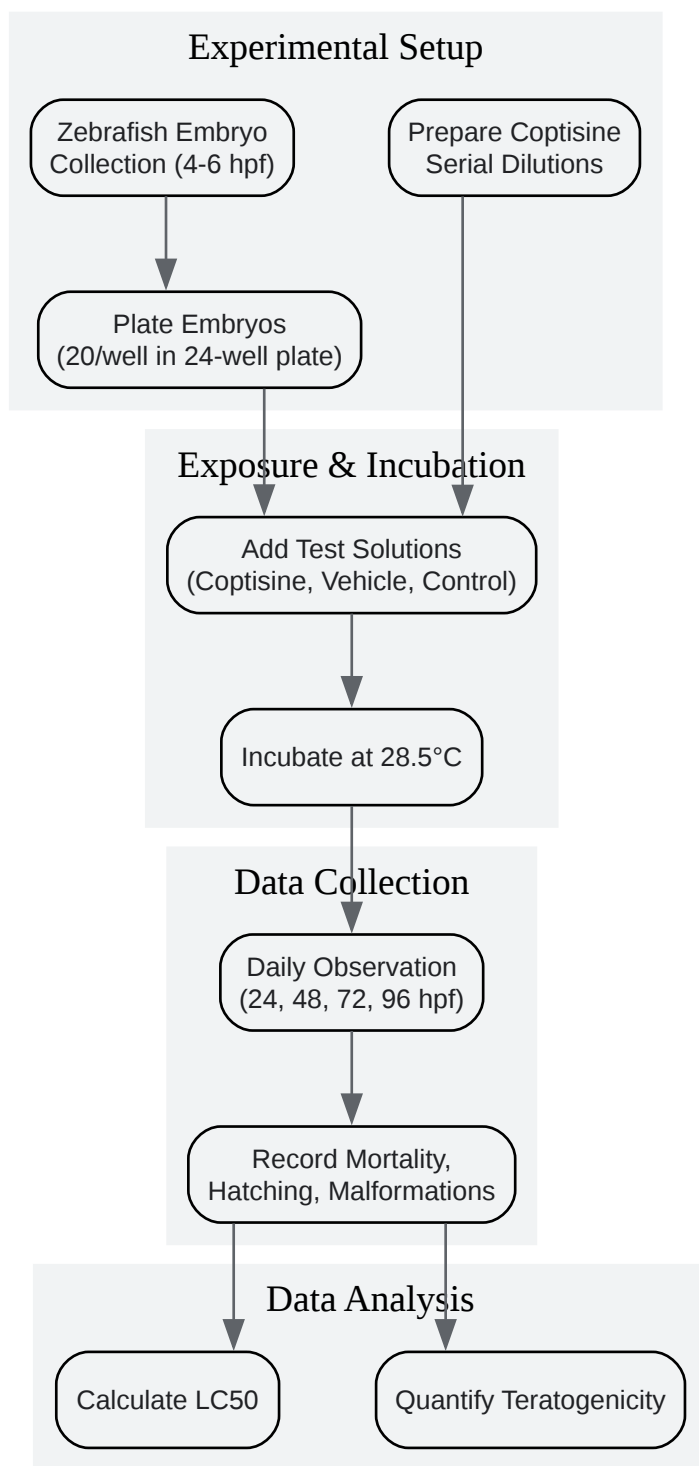 Experimental Setup
Zebrafish Embryo
Collection (4-6 hpf)
Prepare Coptisine
Serial Dilutions
Plate Embryos
(20/well in 24-well plate)
Exposure & Incubation
Add Test Solutions
(Coptisine, Vehicle, Control)
Incubate at 28.5°C
Data Collection
Daily Observation
(24, 48, 72, 96 hpf)
Record Mortality,
Hatching, Malformations
Data Analysis
Calculate LC50
Quantify Teratogenicity